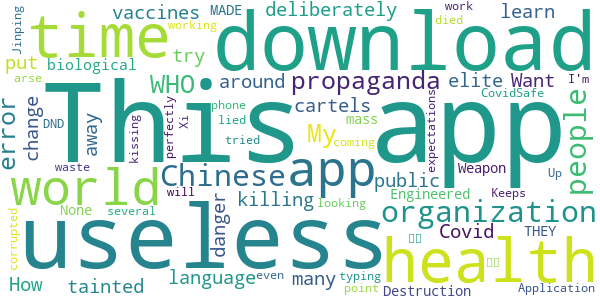 Jinping
vaccines
MADE
deliberately
work
died
learn
time
download
working
put
biological
try
arse
WHO
around
propaganda
elite
Want
I'm
CovidSafe
error
change
DND
away
kissing
perfectly
This
app
phone
lied
tried
Xi
cartels
My
mass
coming
expectations
people
waste
will
Chinese
app
public
Weapon
Up
world
None
several
danger
killing
looking
Engineered
Keeps
organization
useless
corrupted
How
tainted
language
many
even
typing
point
Covid
THEY
health
Destruction
Application